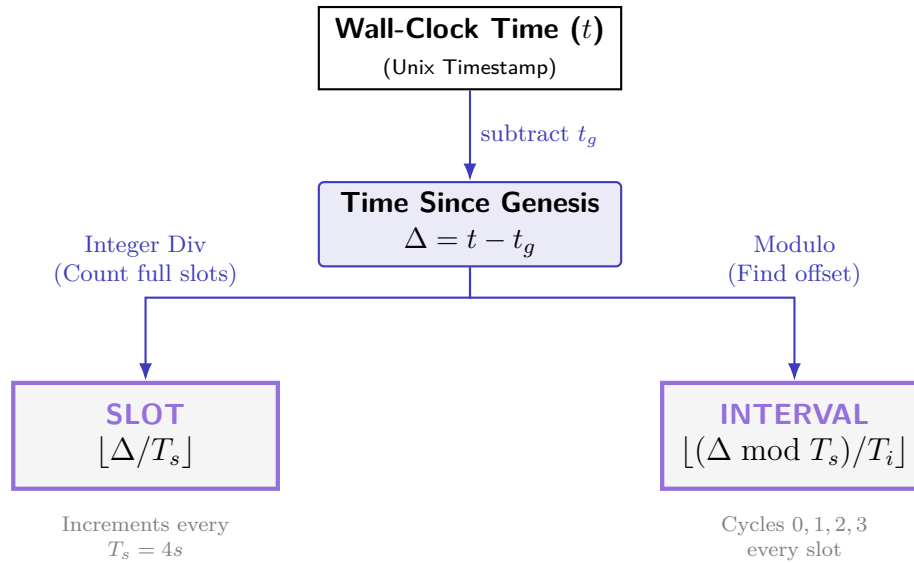 Wall-Clock Time (t)
(Unix Timestamp)
subtract t_g
Time Since Genesis
Δ = t − t_g
Integer Div
(Count full slots)
Modulo
(Find offset)
SLOT
⌊Δ/T_s⌋
INTERVAL
⌊(Δ mod T_s)/T_i⌋
Increments every
T_s = 4s
Cycles 0, 1, 2, 3
every slot